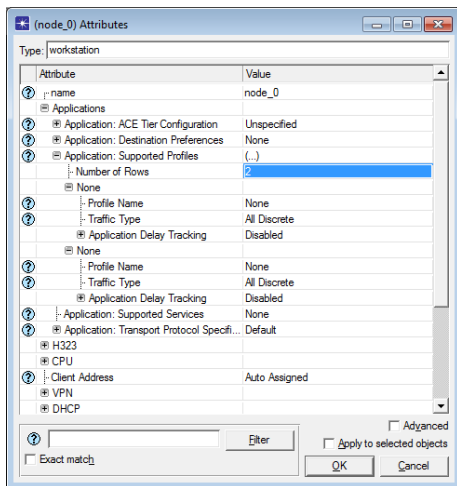 (node_0) Attributes
Type: workstation
Attribute Value
name node_0
Applications
Application: ACE Tier Configuration Unspecified
Application: Destination Preferences None
Application: Supported Profiles (...)
Number of Rows 2
None
Profile Name None
Traffic Type All Discrete
Application Delay Tracking Disabled
None
Profile Name None
Traffic Type All Discrete
Application Delay Tracking Disabled
Application: Supported Services None
Application: Transport Protocol Specifi... Default
H323
CPU
Client Address Auto Assigned
VPN
DHCP
Advanced
Filter
Apply to selected objects
Exact match
OK Cancel